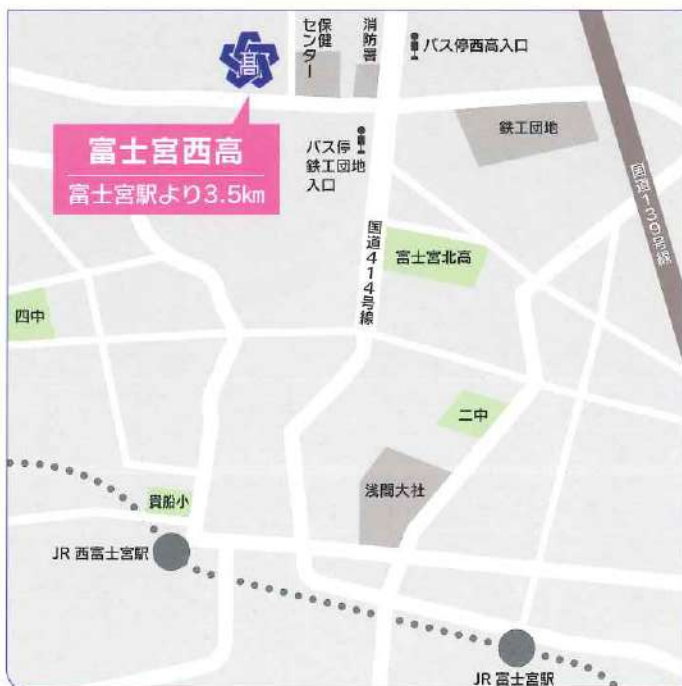 髙
保健
センター
消防署
バス停西高入口
富士宮西高
富士宮駅より3.5km
バス停
鉄工団地
入口
鉄工団地
国道139号線
国道414号線
富士宮北高
四中
二中
浅間大社
貴船小
JR 西富士宮駅
JR 富士宮駅